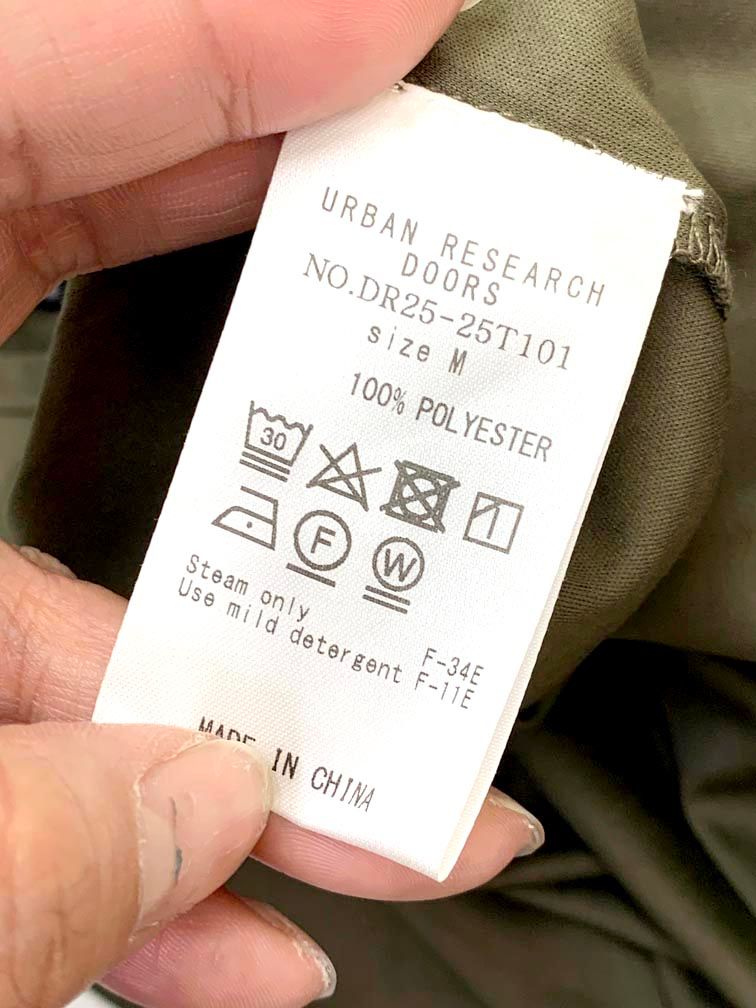 URBAN RESEARCH
DOORS
NO.DR25-25T101
size M
100% POLYESTER
30
F
W
Steam only
Use mild detergent
F-34E
F-11E
MADE IN CHINA